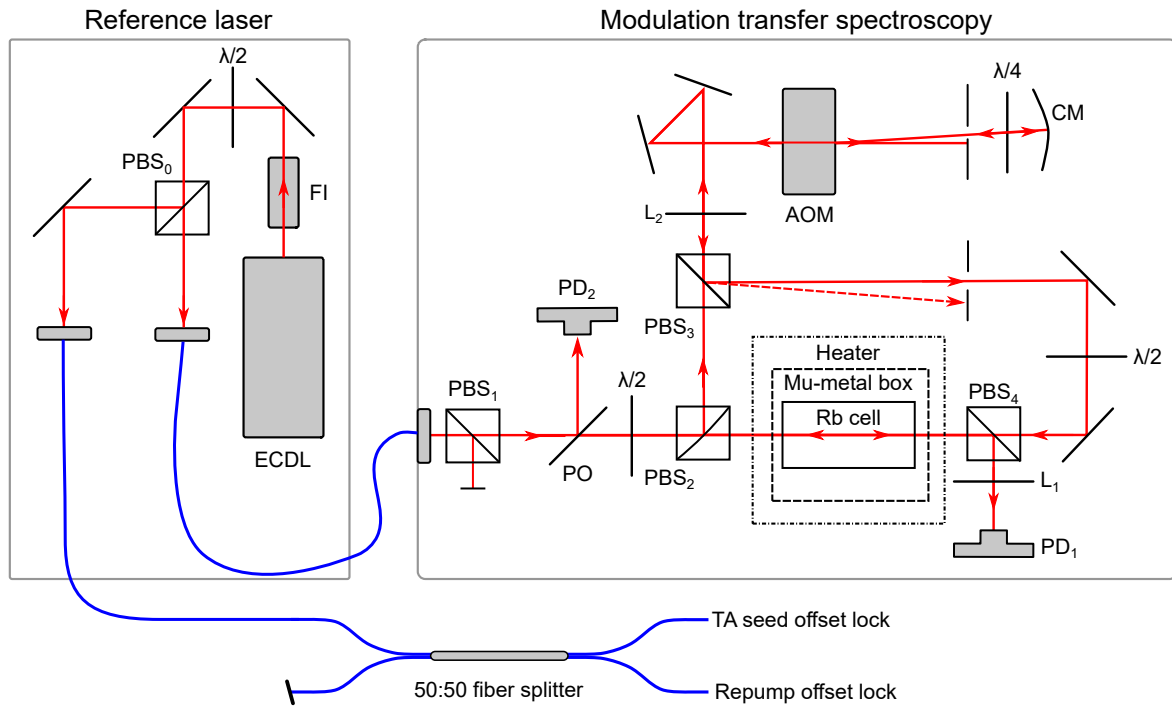 Reference laser
Modulation transfer spectroscopy
λ/2
PBS₀
FI
ECDL
λ/4
CM
AOM
L₂
PD₂
PBS₃
λ/2
Heater
Mu-metal box
Rb cell
PBS₁
λ/2
PBS₄
PO
PBS₂
L₁
PD₁
TA seed offset lock
50:50 fiber splitter
Repump offset lock